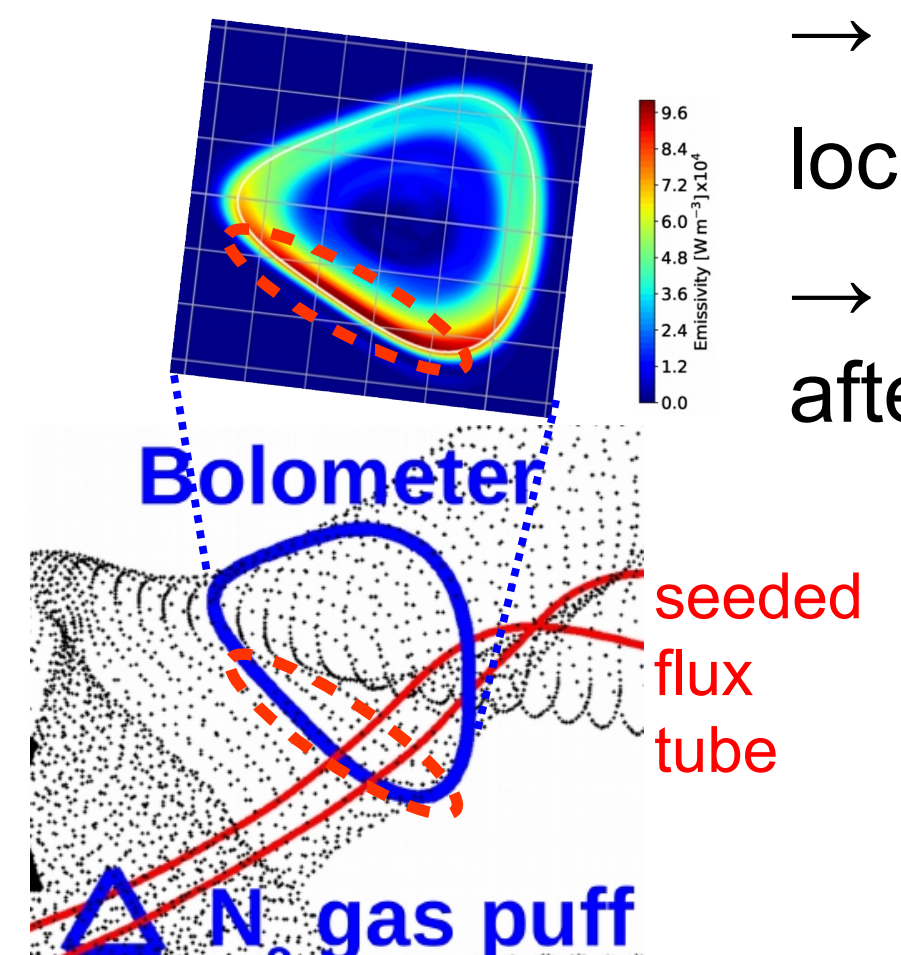 →
loc
→
afte
9.6
8.4
7.2
6.0
4.8
3.6
2.4
1.2
0.0
Emissivity [W m⁻³]x10⁴
Bolometer
seeded
flux
tube
N₂ gas puff